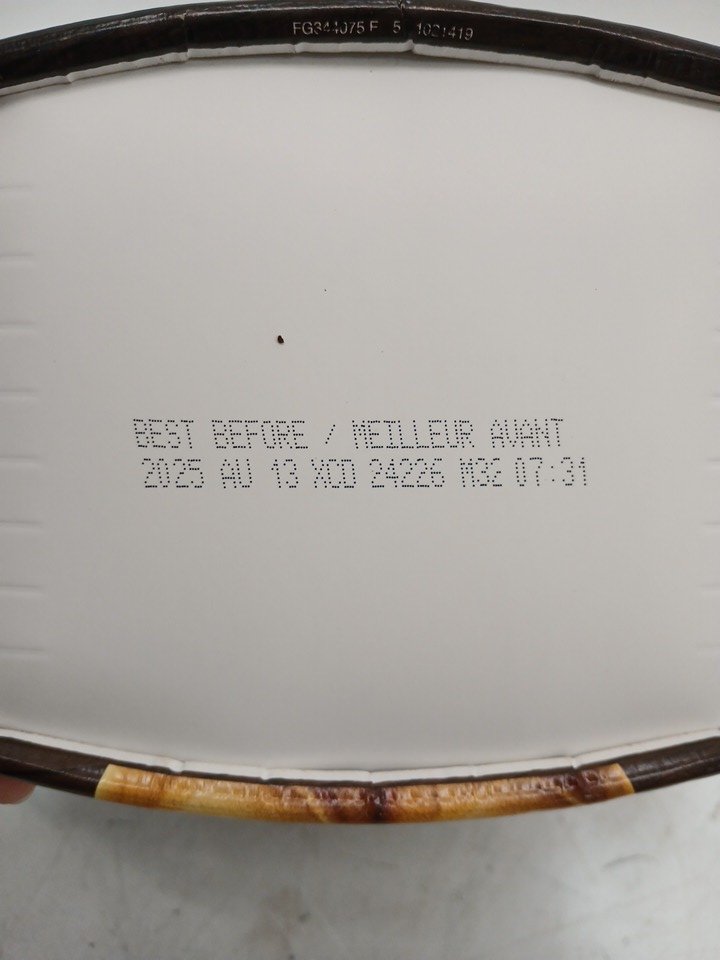 FG344075 F 5 1021419
BEST BEFORE / MEILLEUR AVANT
2025 AU 13 XCD 24226 M32 07:31